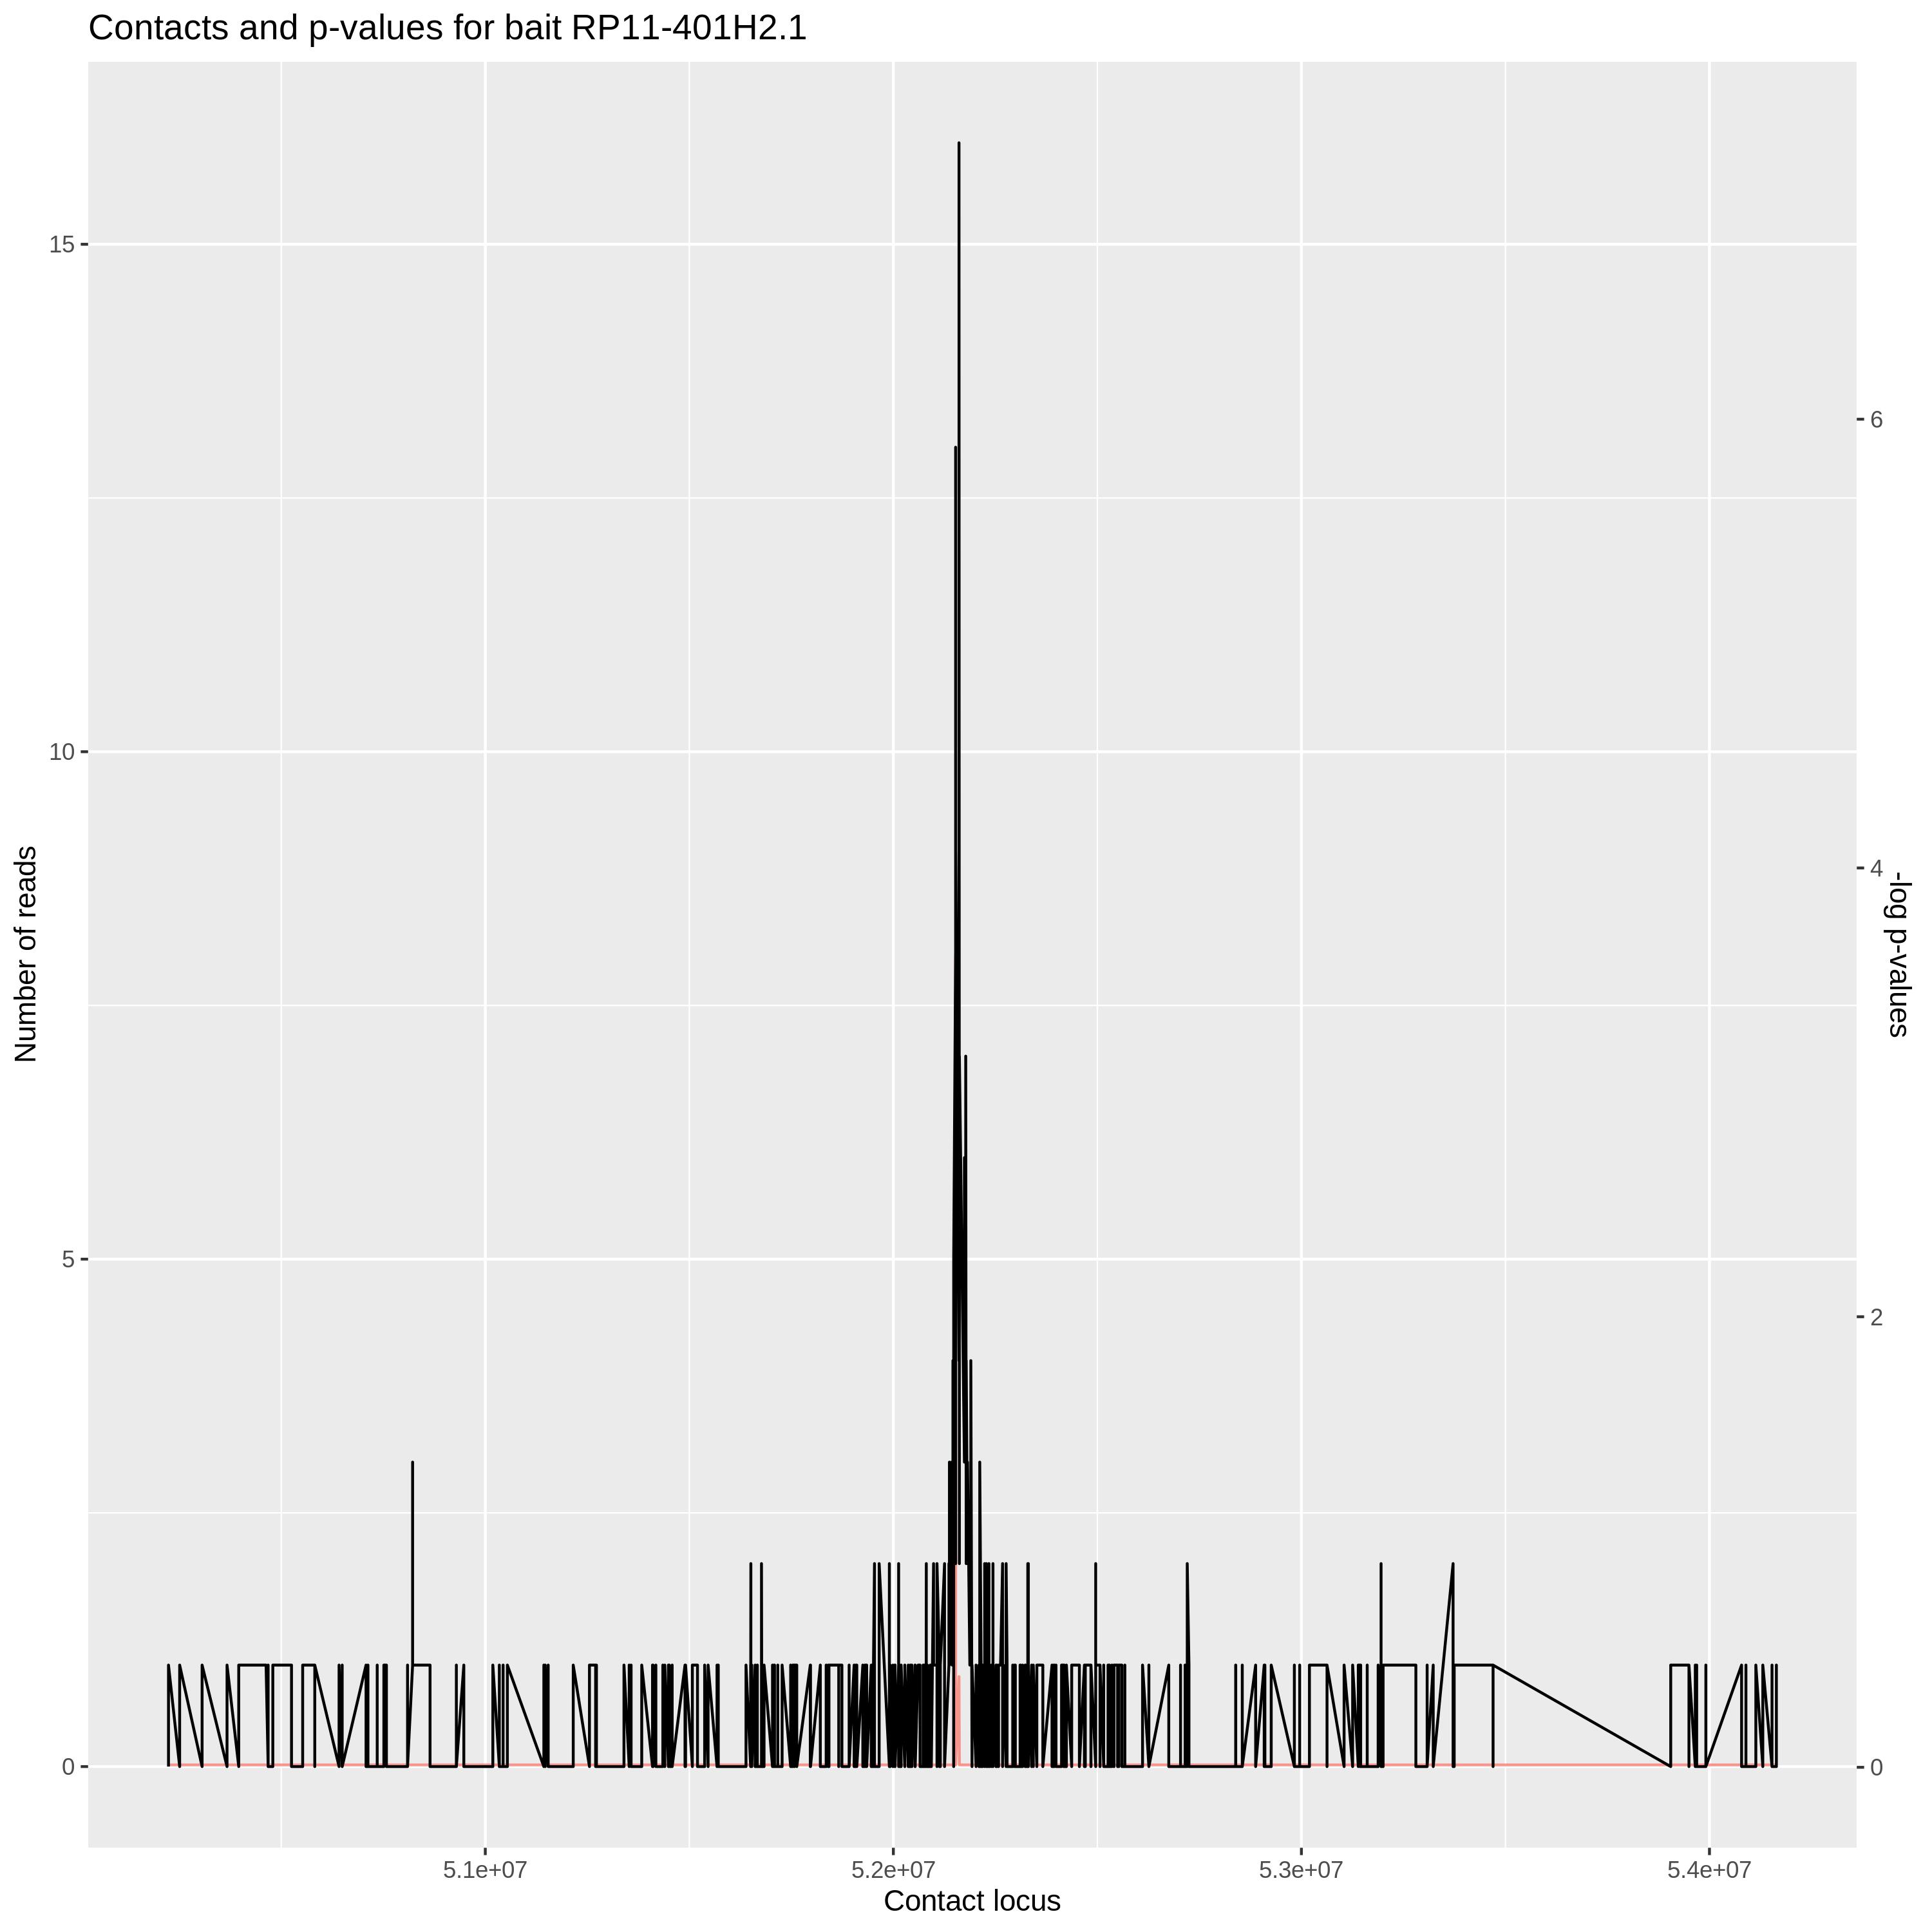 Contacts and p-values for bait RP11-401H2.1
15
10
5
0
Number of reads
6
4
2
0
-log p-values
5.1e+07
5.2e+07
5.3e+07
5.4e+07
Contact locus